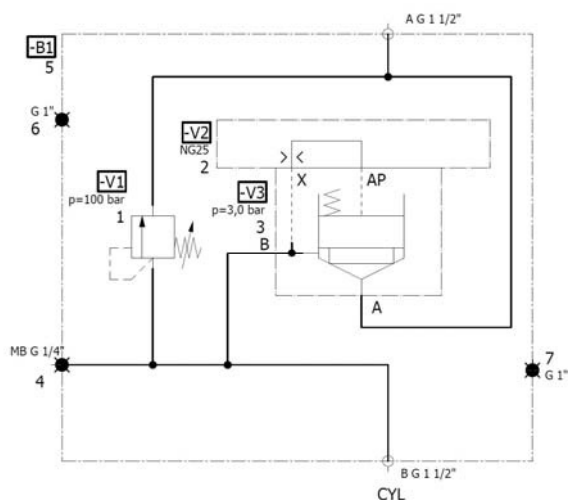 A G 1 1/2"
-B1
5
G 1"
6
-V2
NG25
2
> <
X
AP
-V1
p=100 bar
1
-V3
p=3,0 bar
3
B
A
MB G 1/4"
4
7
G 1"
B G 1 1/2"
CYL